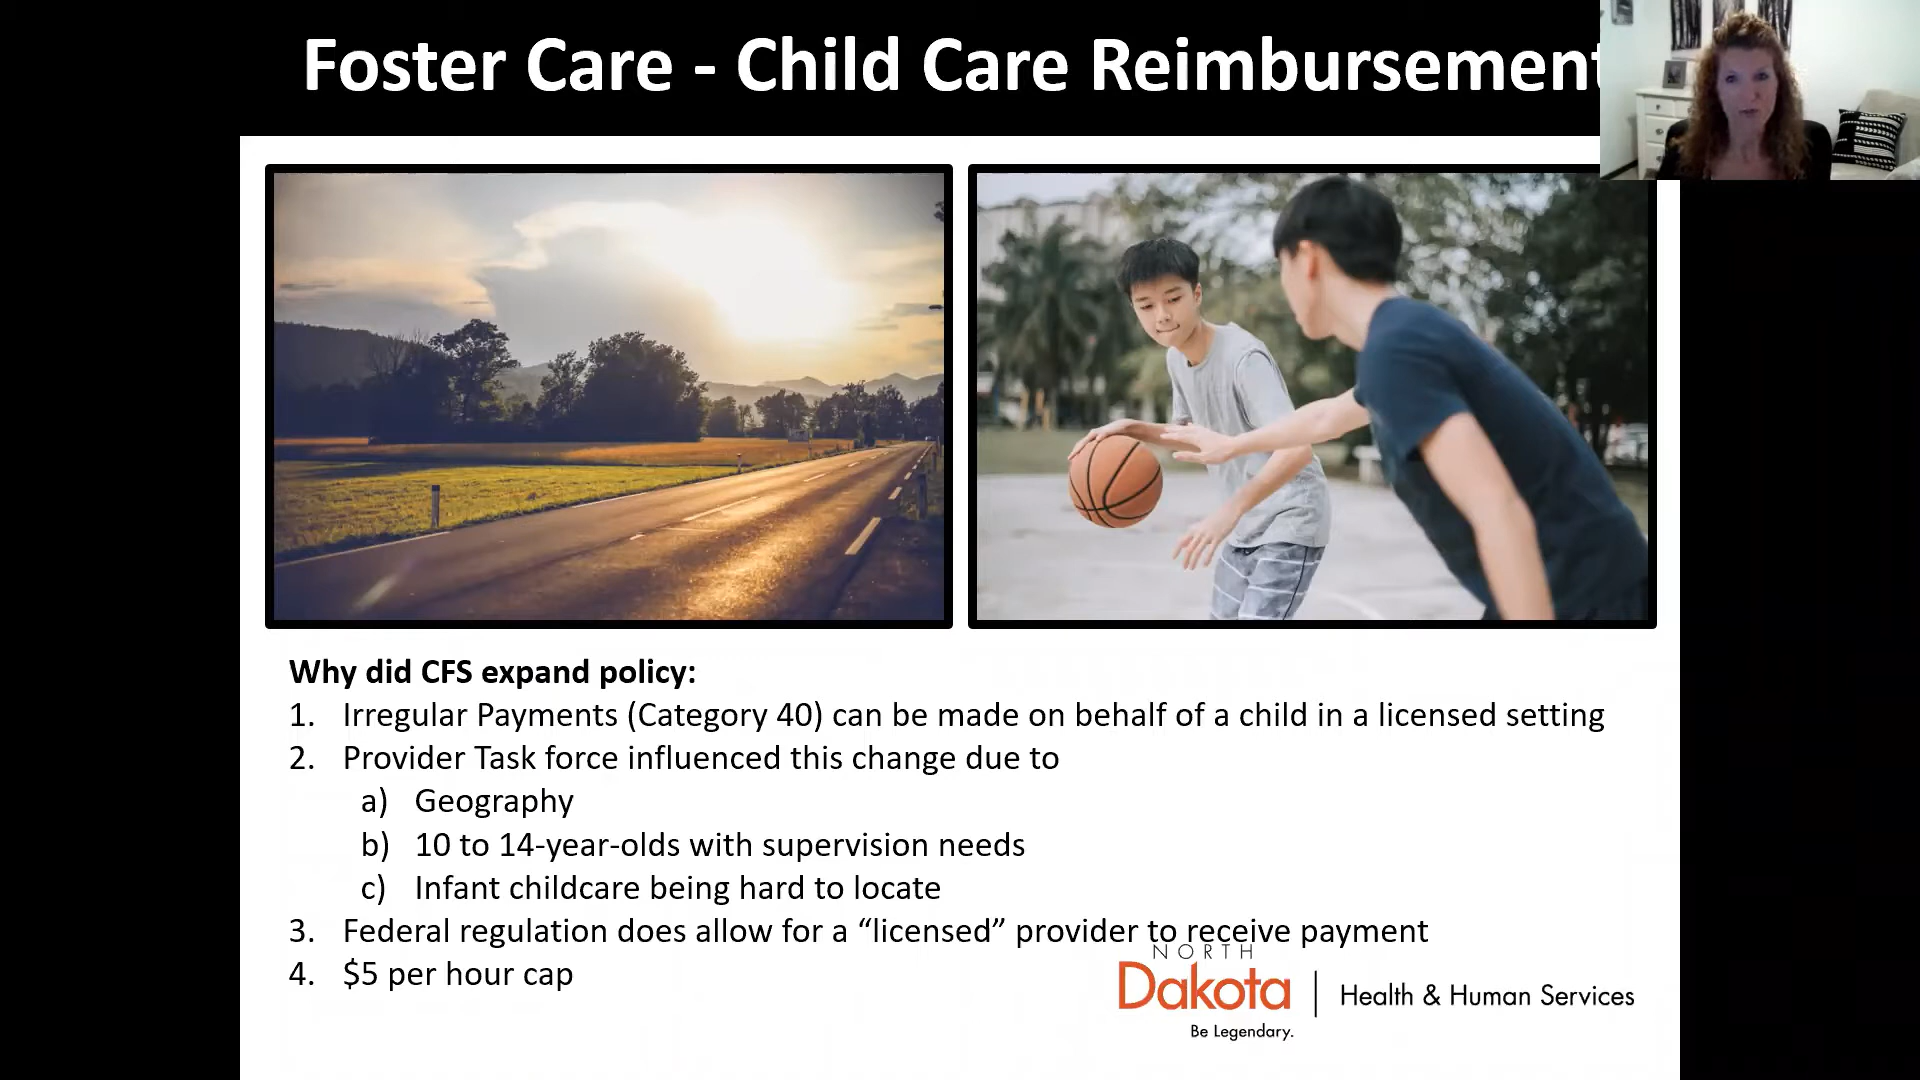 Foster Care - Child Care Reimbursement
Why did CFS expand policy:
1. Irregular Payments (Category 40) can be made on behalf of a child in a licensed setting
2. Provider Task force influenced this change due to
a) Geography
b) 10 to 14-year-olds with supervision needs
c) Infant childcare being hard to locate
3. Federal regulation does allow for a “licensed” provider to receive payment
4. $5 per hour cap
NORTH
Dakota | Health & Human Services
Be Legendary.